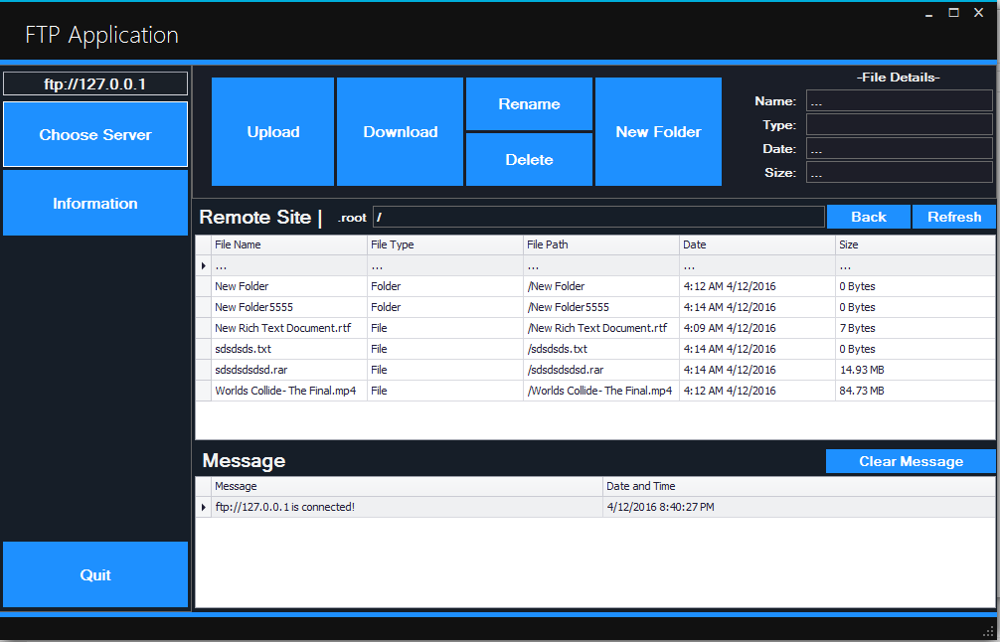 FTP Application
ftp://127.0.0.1
Choose Server
Information
Quit
Upload
Download
Rename
Delete
New Folder
-File Details-
Name: ...
Type:
Date: ...
Size: ...
Remote Site | .root / Back Refresh
File Name File Type File Path Date Size
... ... ... ... ...
New Folder Folder /New Folder 4:12 AM 4/12/2016 0 Bytes
New Folder5555 Folder /New Folder5555 4:14 AM 4/12/2016 0 Bytes
New Rich Text Document.rtf File /New Rich Text Document.rtf 4:09 AM 4/12/2016 7 Bytes
sdsdsds.txt File /sdsdsds.txt 4:14 AM 4/12/2016 0 Bytes
sdsdsdsdsd.rar File /sdsdsdsdsd.rar 4:14 AM 4/12/2016 14.93 MB
Worlds Collide- The Final.mp4 File /Worlds Collide- The Final.mp4 4:12 AM 4/12/2016 84.73 MB
Message Clear Message
Message Date and Time
ftp://127.0.0.1 is connected! 4/12/2016 8:40:27 PM